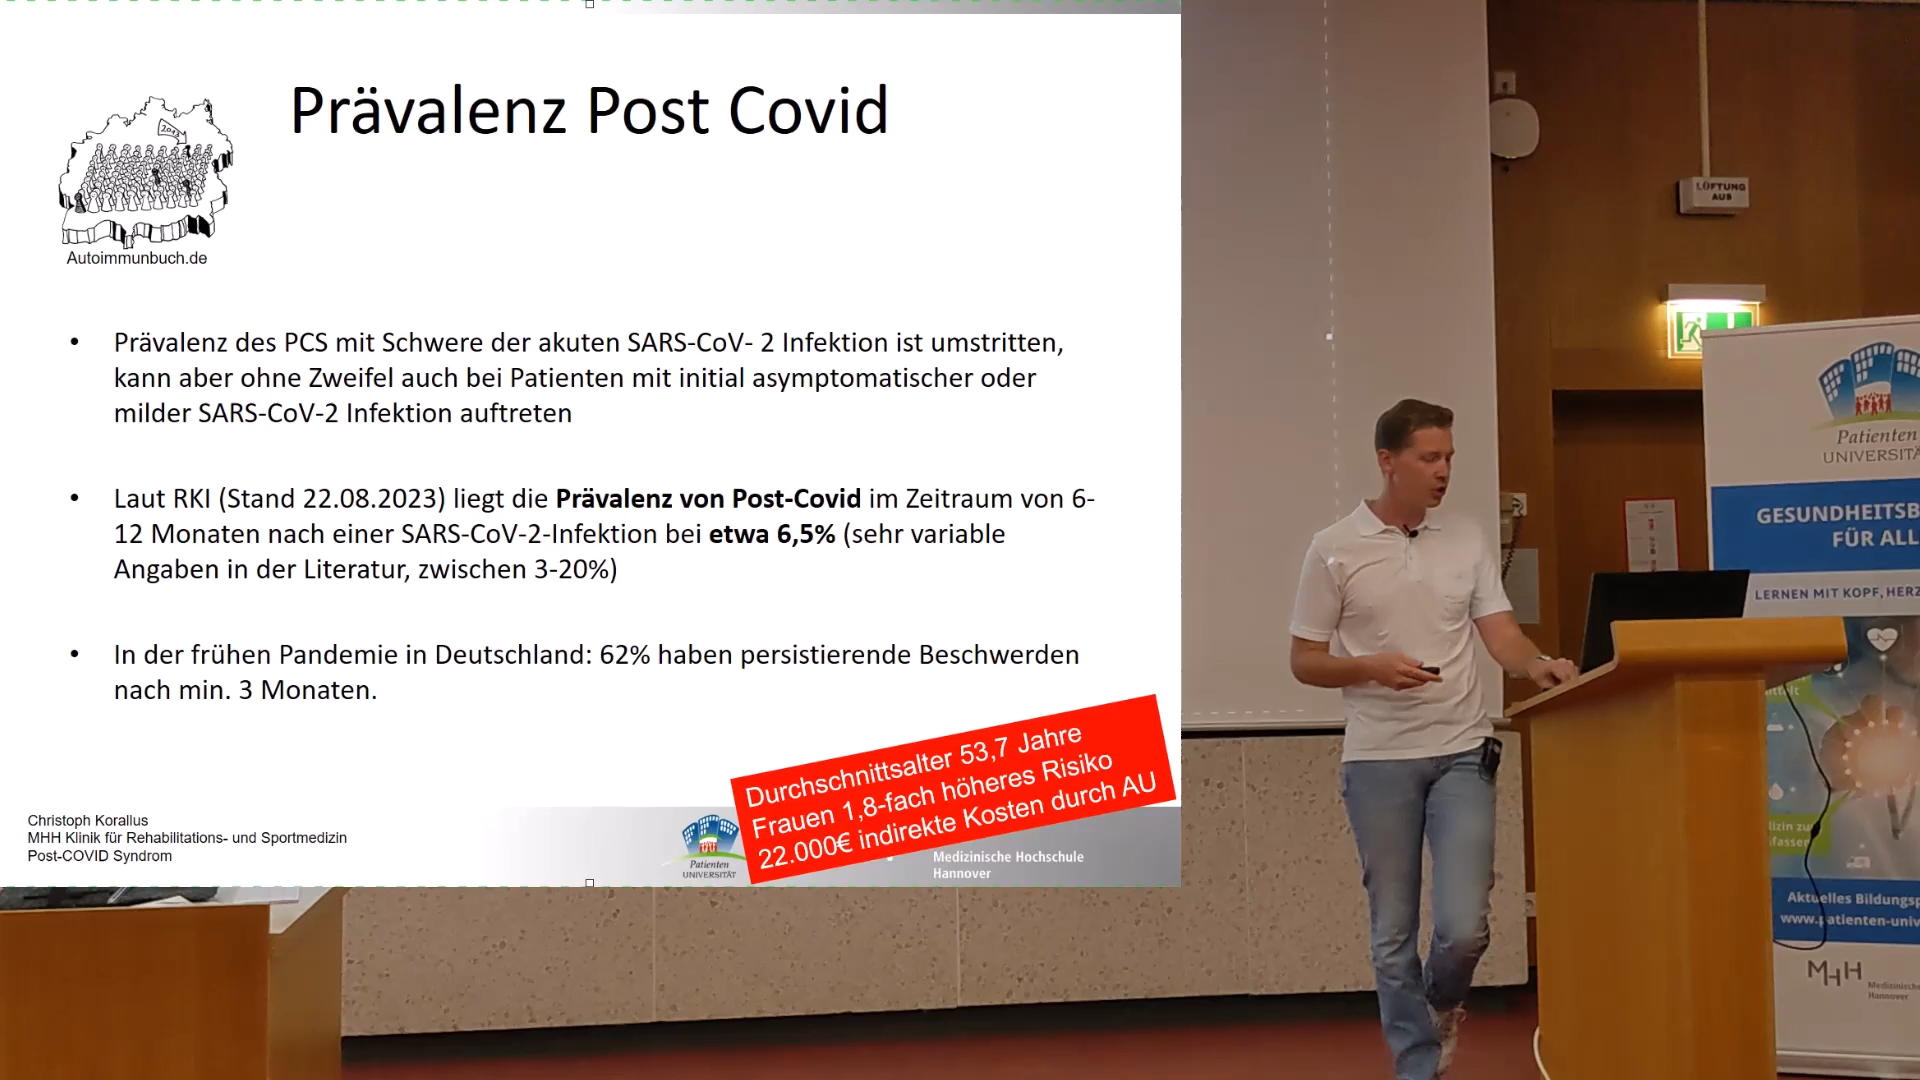 Prävalenz Post Covid
2013
Autoimmunbuch.de
• Prävalenz des PCS mit Schwere der akuten SARS-CoV- 2 Infektion ist umstritten,
kann aber ohne Zweifel auch bei Patienten mit initial asymptomatischer oder
milder SARS-CoV-2 Infektion auftreten
• Laut RKI (Stand 22.08.2023) liegt die Prävalenz von Post-Covid im Zeitraum von 6-
12 Monaten nach einer SARS-CoV-2-Infektion bei etwa 6,5% (sehr variable
Angaben in der Literatur, zwischen 3-20%)
• In der frühen Pandemie in Deutschland: 62% haben persistierende Beschwerden
nach min. 3 Monaten.
Durchschnittsalter 53,7 Jahre
Frauen 1,8-fach höheres Risiko
22.000€ indirekte Kosten durch AU
Christoph Korallus
MHH Klinik für Rehabilitations- und Sportmedizin
Post-COVID Syndrom
Patienten
UNIVERSITÄT
Medizinische Hochschule
Hannover
LÜFTUNG
AUS
Patienten
UNIVERSITÄ
GESUNDHEITSB
FÜR ALL
LERNEN MIT KOPF, HERZ
Aktuelles Bildungsp
www.patienten-univ
MHH
Medizinische
Hannover